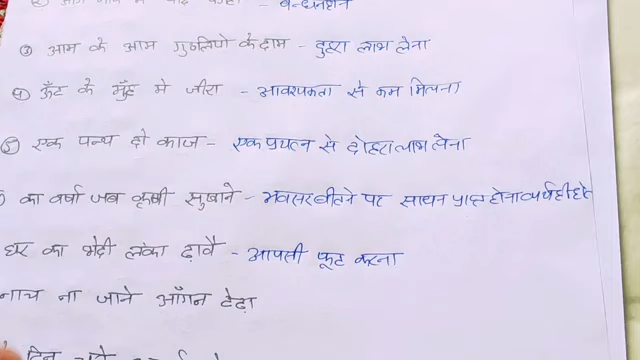 ③ आम के आम गुठलियो के दाम - दुहरा लाभ लेना
④ ऊँट के मुँह मे जीरा - आवश्यकता से कम मिलना
⑤ एक पन्थ दो काज - एक प्रयत्न से दोहरा लाभ लेना
का वर्षा जब कृषी सुखाने - अवसर बीतने पर साधन प्राप्त होना व्यर्थ ही
घर का भेदी लंका ढ़ावै - आपसी फूट करना
नाच ना जाने आँगन टेढ़ा